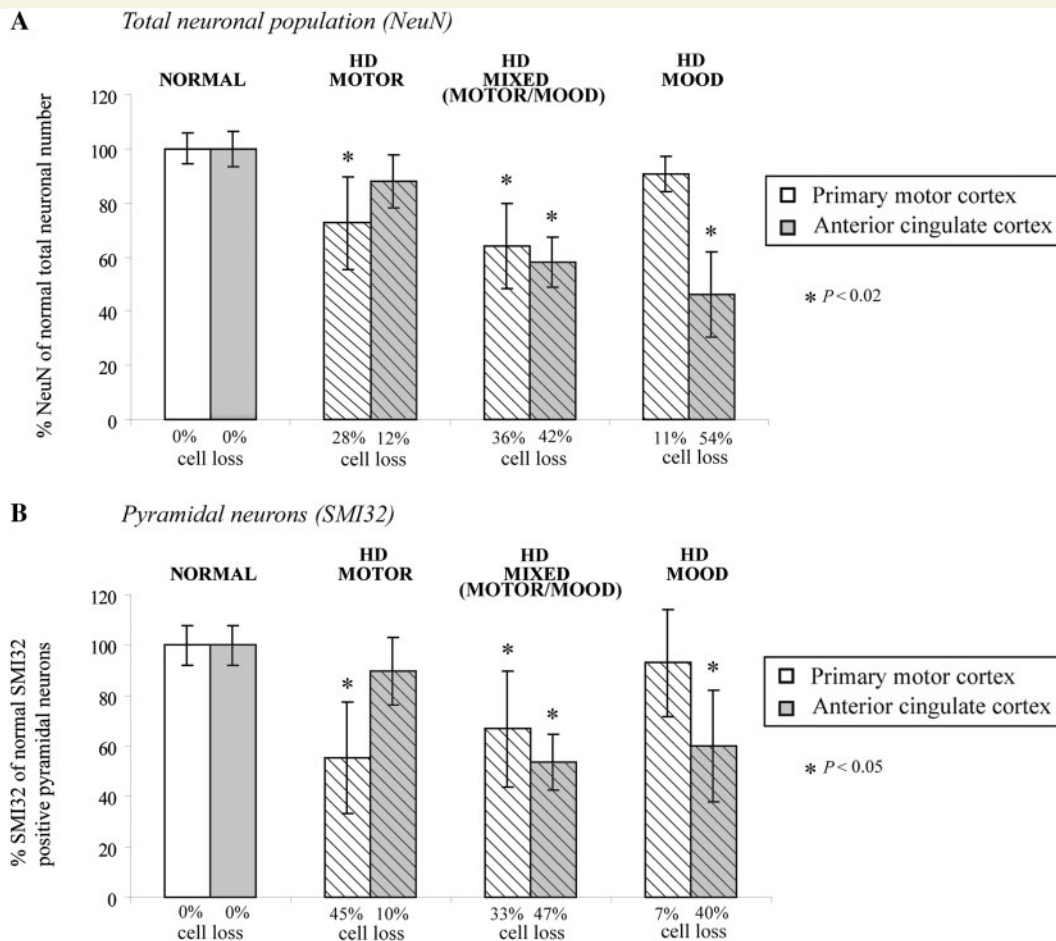 A
Total neuronal population (NeuN)
NORMAL
HD
MOTOR
HD
MIXED
(MOTOR/MOOD)
HD
MOOD
% NeuN of normal total neuronal number
120
100
80
60
40
20
0
*
*
*
*
0% 0%
cell loss
28% 12%
cell loss
36% 42%
cell loss
11% 54%
cell loss
Primary motor cortex
Anterior cingulate cortex
* P < 0.02
B
Pyramidal neurons (SMI32)
NORMAL
HD
MOTOR
HD
MIXED
(MOTOR/MOOD)
HD
MOOD
% SMI32 of normal SMI32
positive pyramidal neurons
120
100
80
60
40
20
0
*
*
*
*
0% 0%
cell loss
45% 10%
cell loss
33% 47%
cell loss
7% 40%
cell loss
Primary motor cortex
Anterior cingulate cortex
* P < 0.05